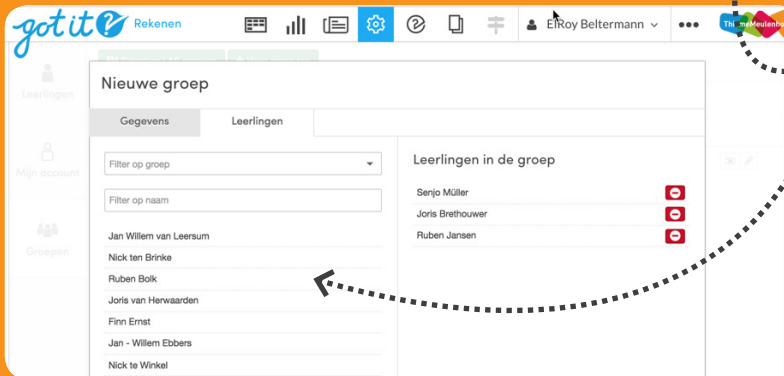 got it? Rekenen
ElRoy Beltermann
ThiemeMeulenho
Leerlingen
Mijn account
Groepen
Nieuwe groep
Gegevens
Leerlingen
Filter op groep
Filter op naam
Jan Willem van Leersum
Nick ten Brinke
Ruben Bolk
Joris van Herwaarden
Finn Ernst
Jan - Willem Ebbers
Nick te Winkel
Leerlingen in de groep
Senjo Müller
Joris Brethouwer
Ruben Jansen